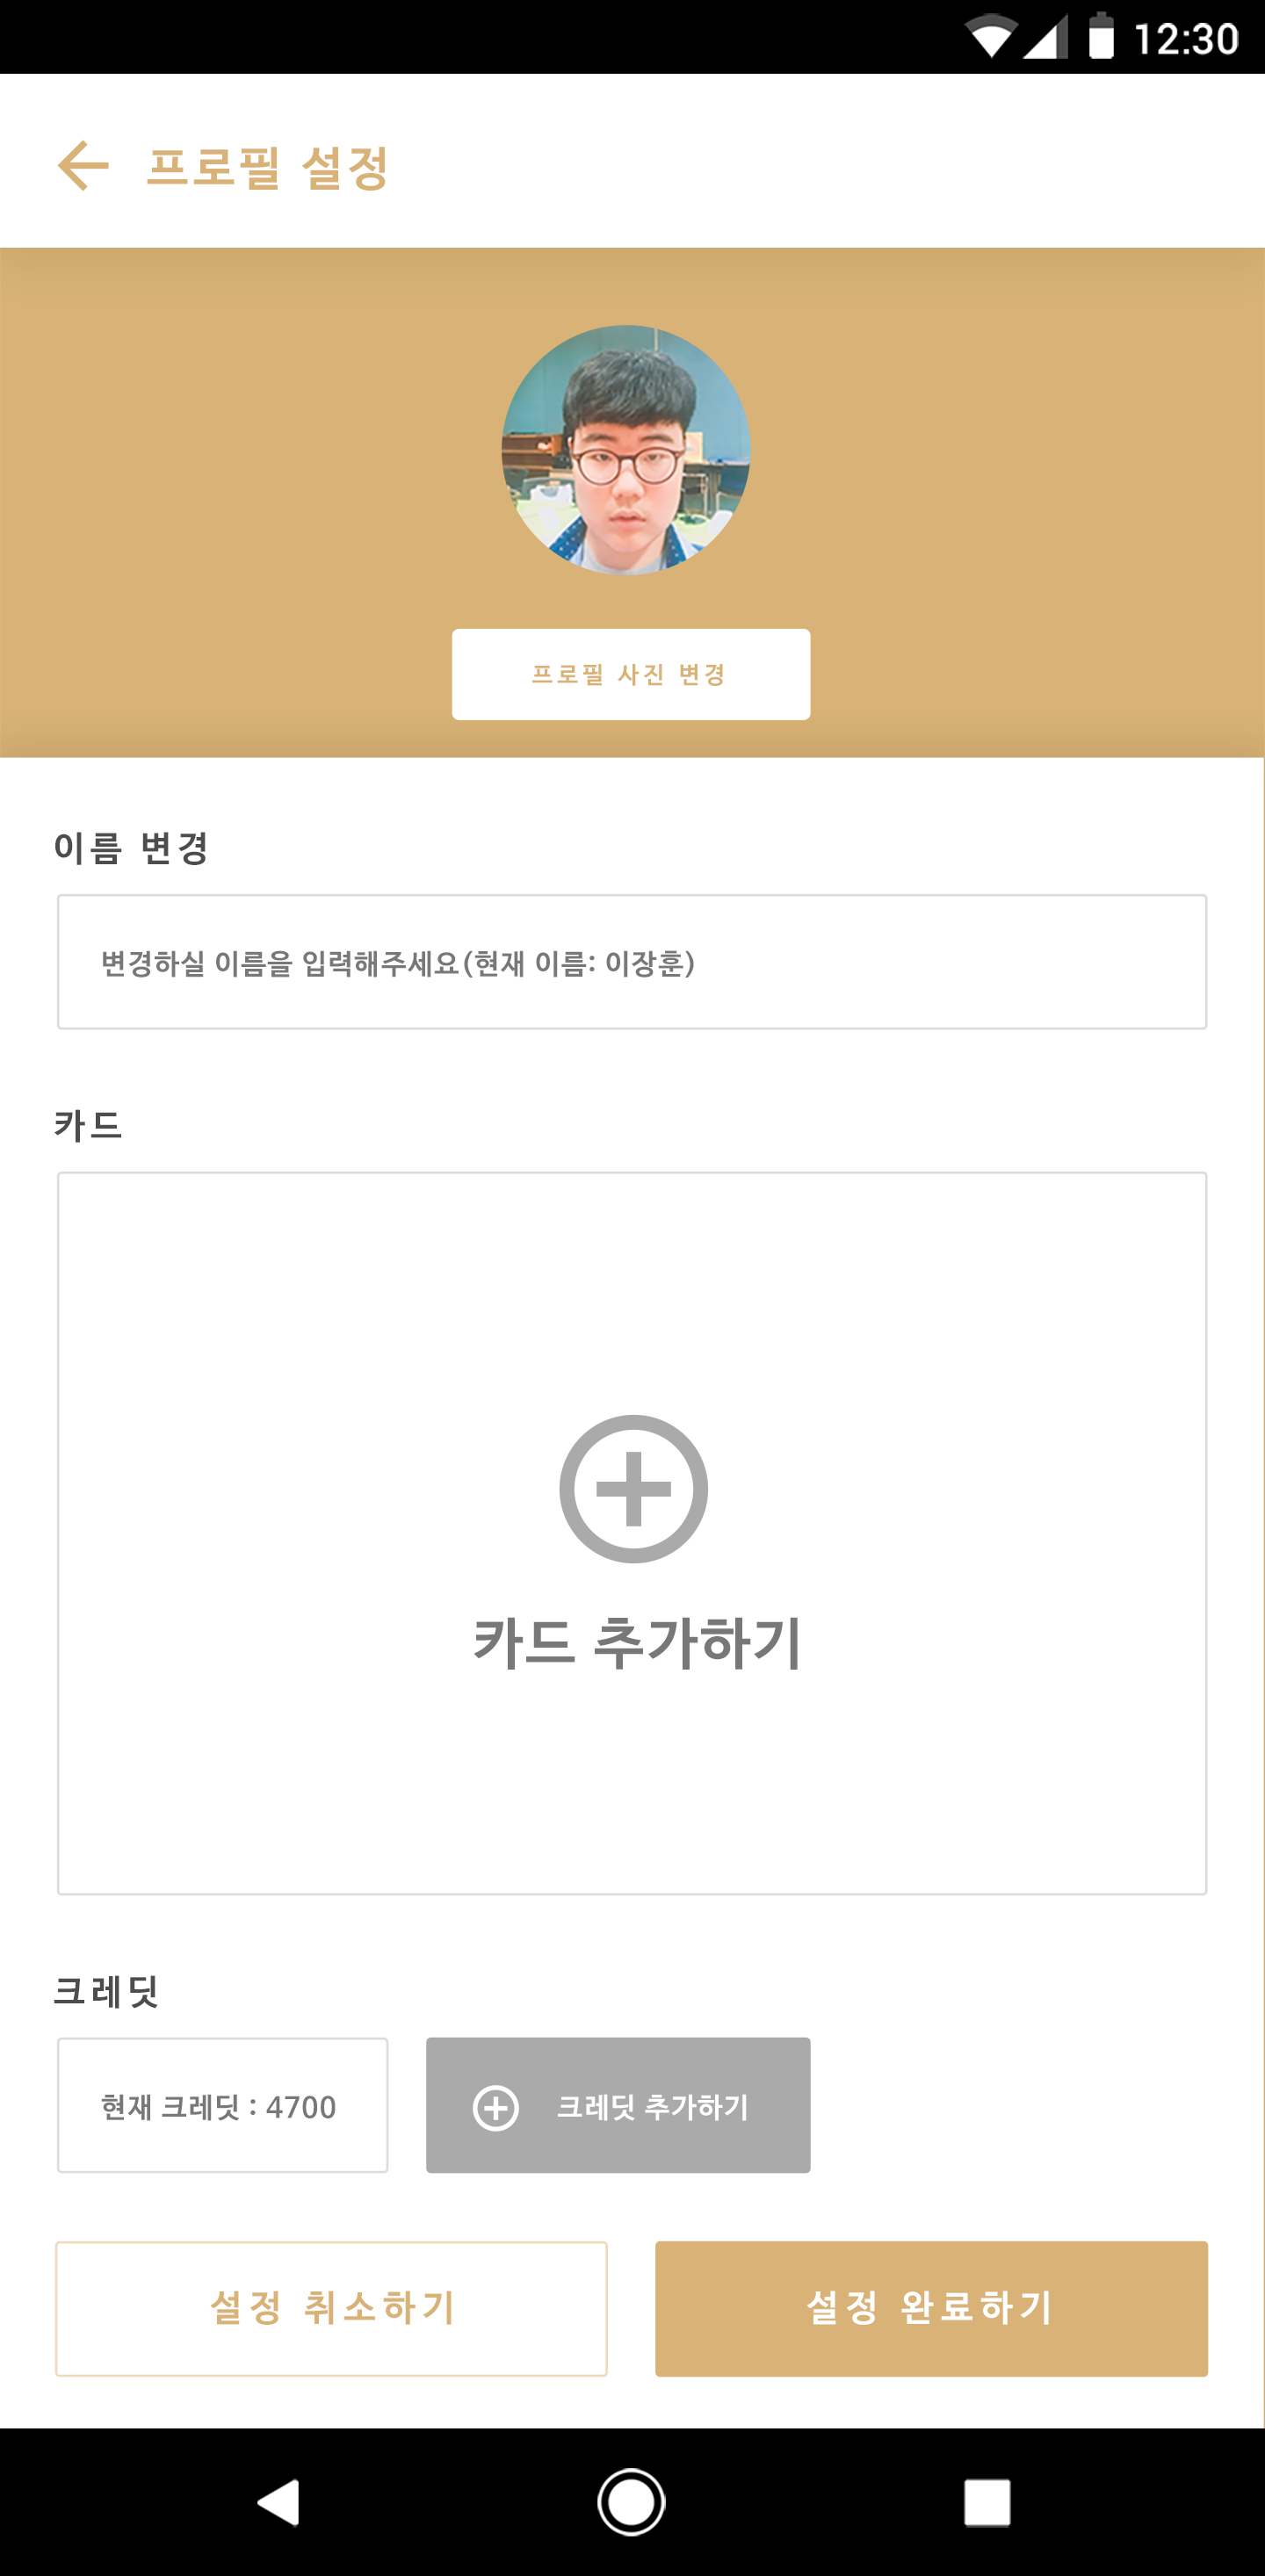 12:30
프로필 설정
프로필 사진 변경
이름 변경
변경하실 이름을 입력해주세요(현재 이름: 이장훈)
카드
카드 추가하기
크레딧
현재 크레딧 : 4700
크레딧 추가하기
설정 취소하기
설정 완료하기